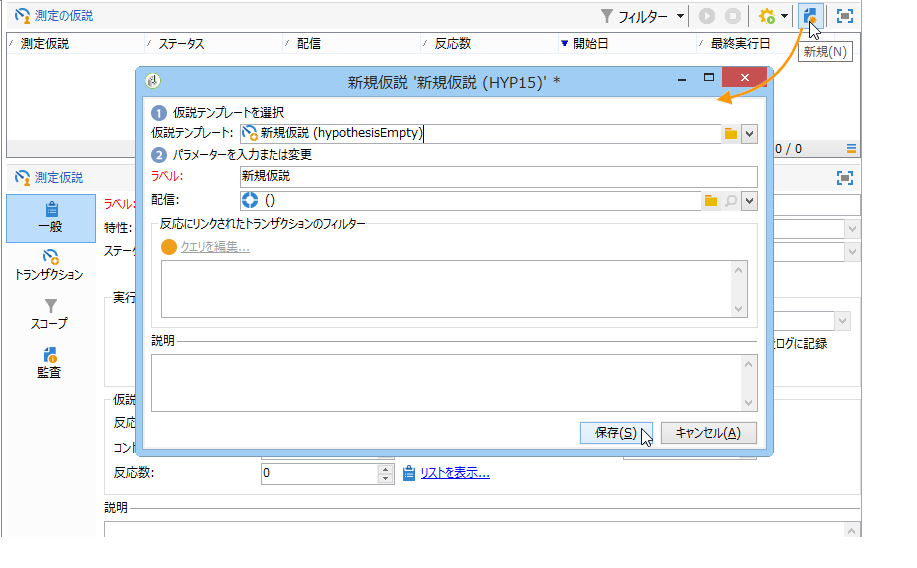 測定の仮説
フィルター
測定仮説 ステータス 配信 反応数 開始日 最終実行日
新規(N)
新規仮説 '新規仮説 (HYP15)' *
1 仮説テンプレートを選択
仮説テンプレート: 新規仮説 (hypothesisEmpty)
2 パラメーターを入力または変更
0 / 0
測定仮説
ラベル: 新規仮説
配信: ()
反応にリンクされたトランザクションのフィルター
クエリを編集...
説明
保存(S) キャンセル(A)
一般
トランザクション
スコープ
監査
ラベル:
特性:
ステータ
実行
ログに記録
仮説
反応
コント
反応数: 0 リストを表示...
説明